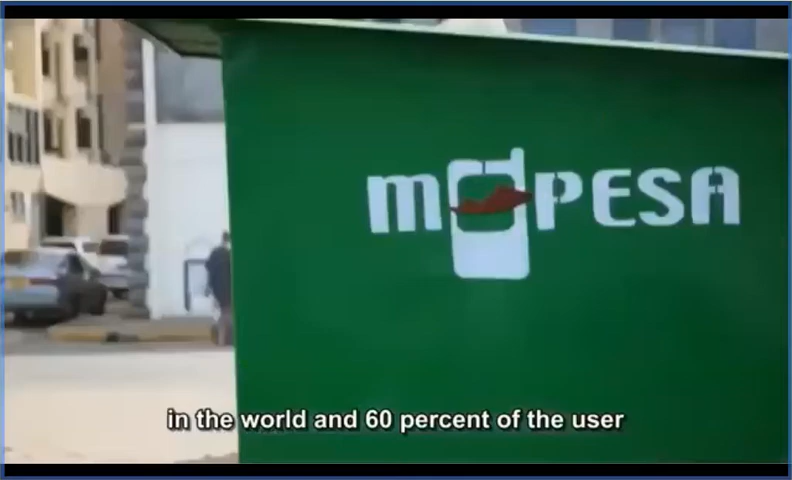 mPESA
in the world and 60 percent of the user